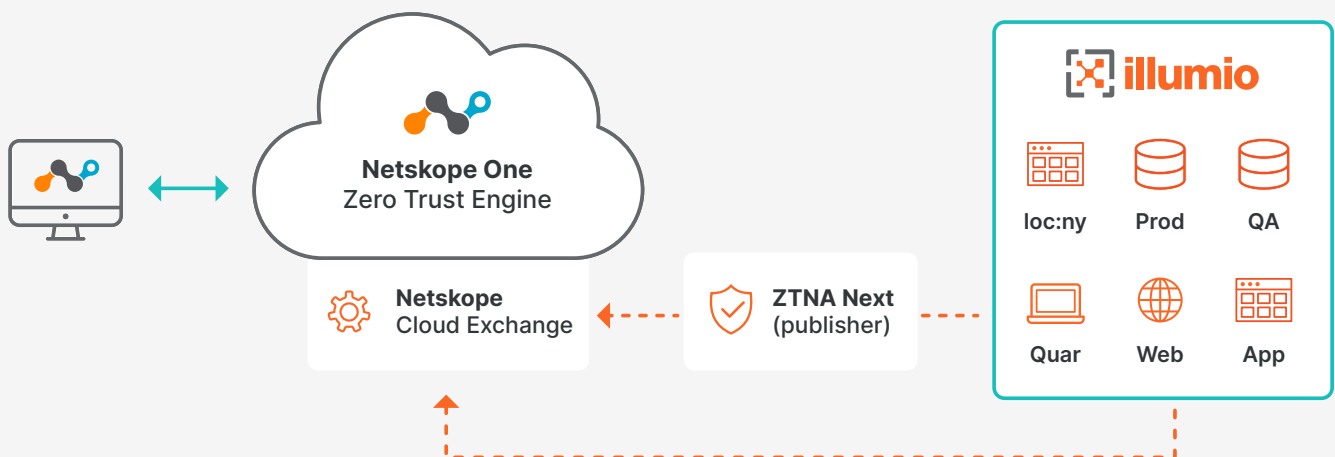 Netskope One
Zero Trust Engine
Netskope
Cloud Exchange
ZTNA Next
(publisher)
illumio
loc:ny
Prod
QA
Quar
Web
App